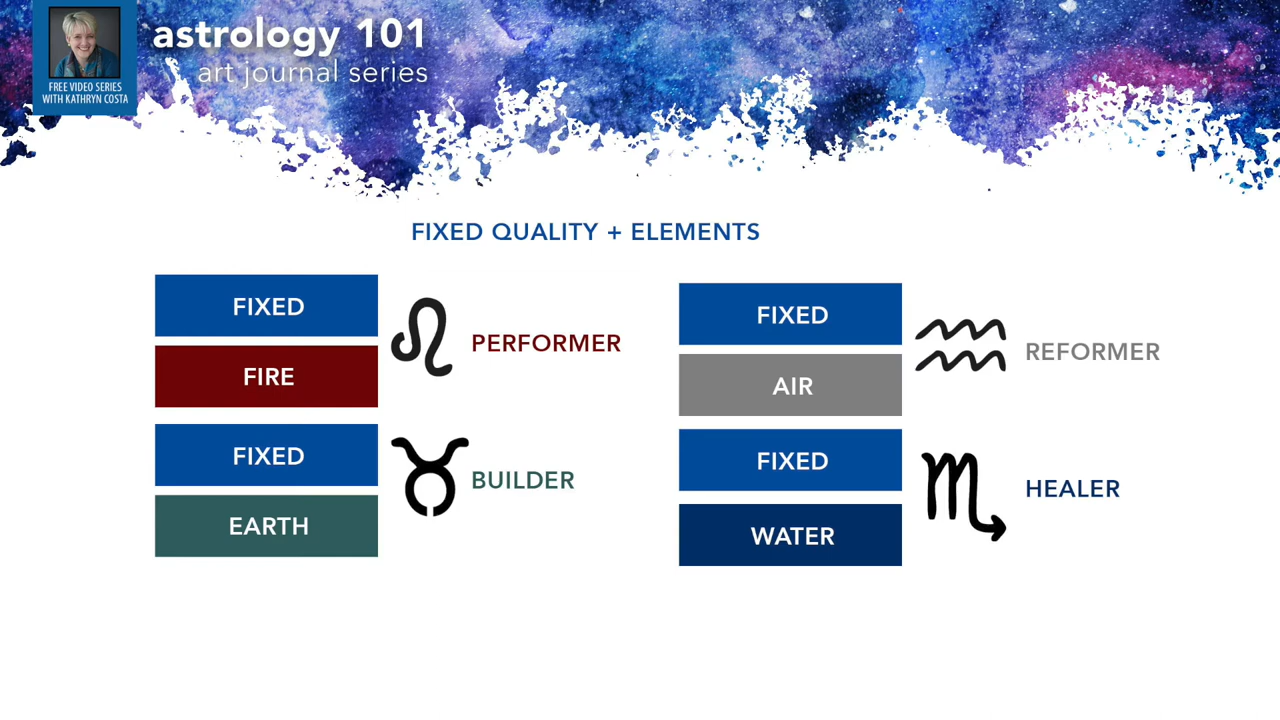 astrology 101
art journal series
FREE VIDEO SERIES
WITH KATHRYN COSTA
FIXED QUALITY + ELEMENTS
FIXED
FIRE
PERFORMER
FIXED
EARTH
BUILDER
FIXED
AIR
REFORMER
FIXED
WATER
HEALER